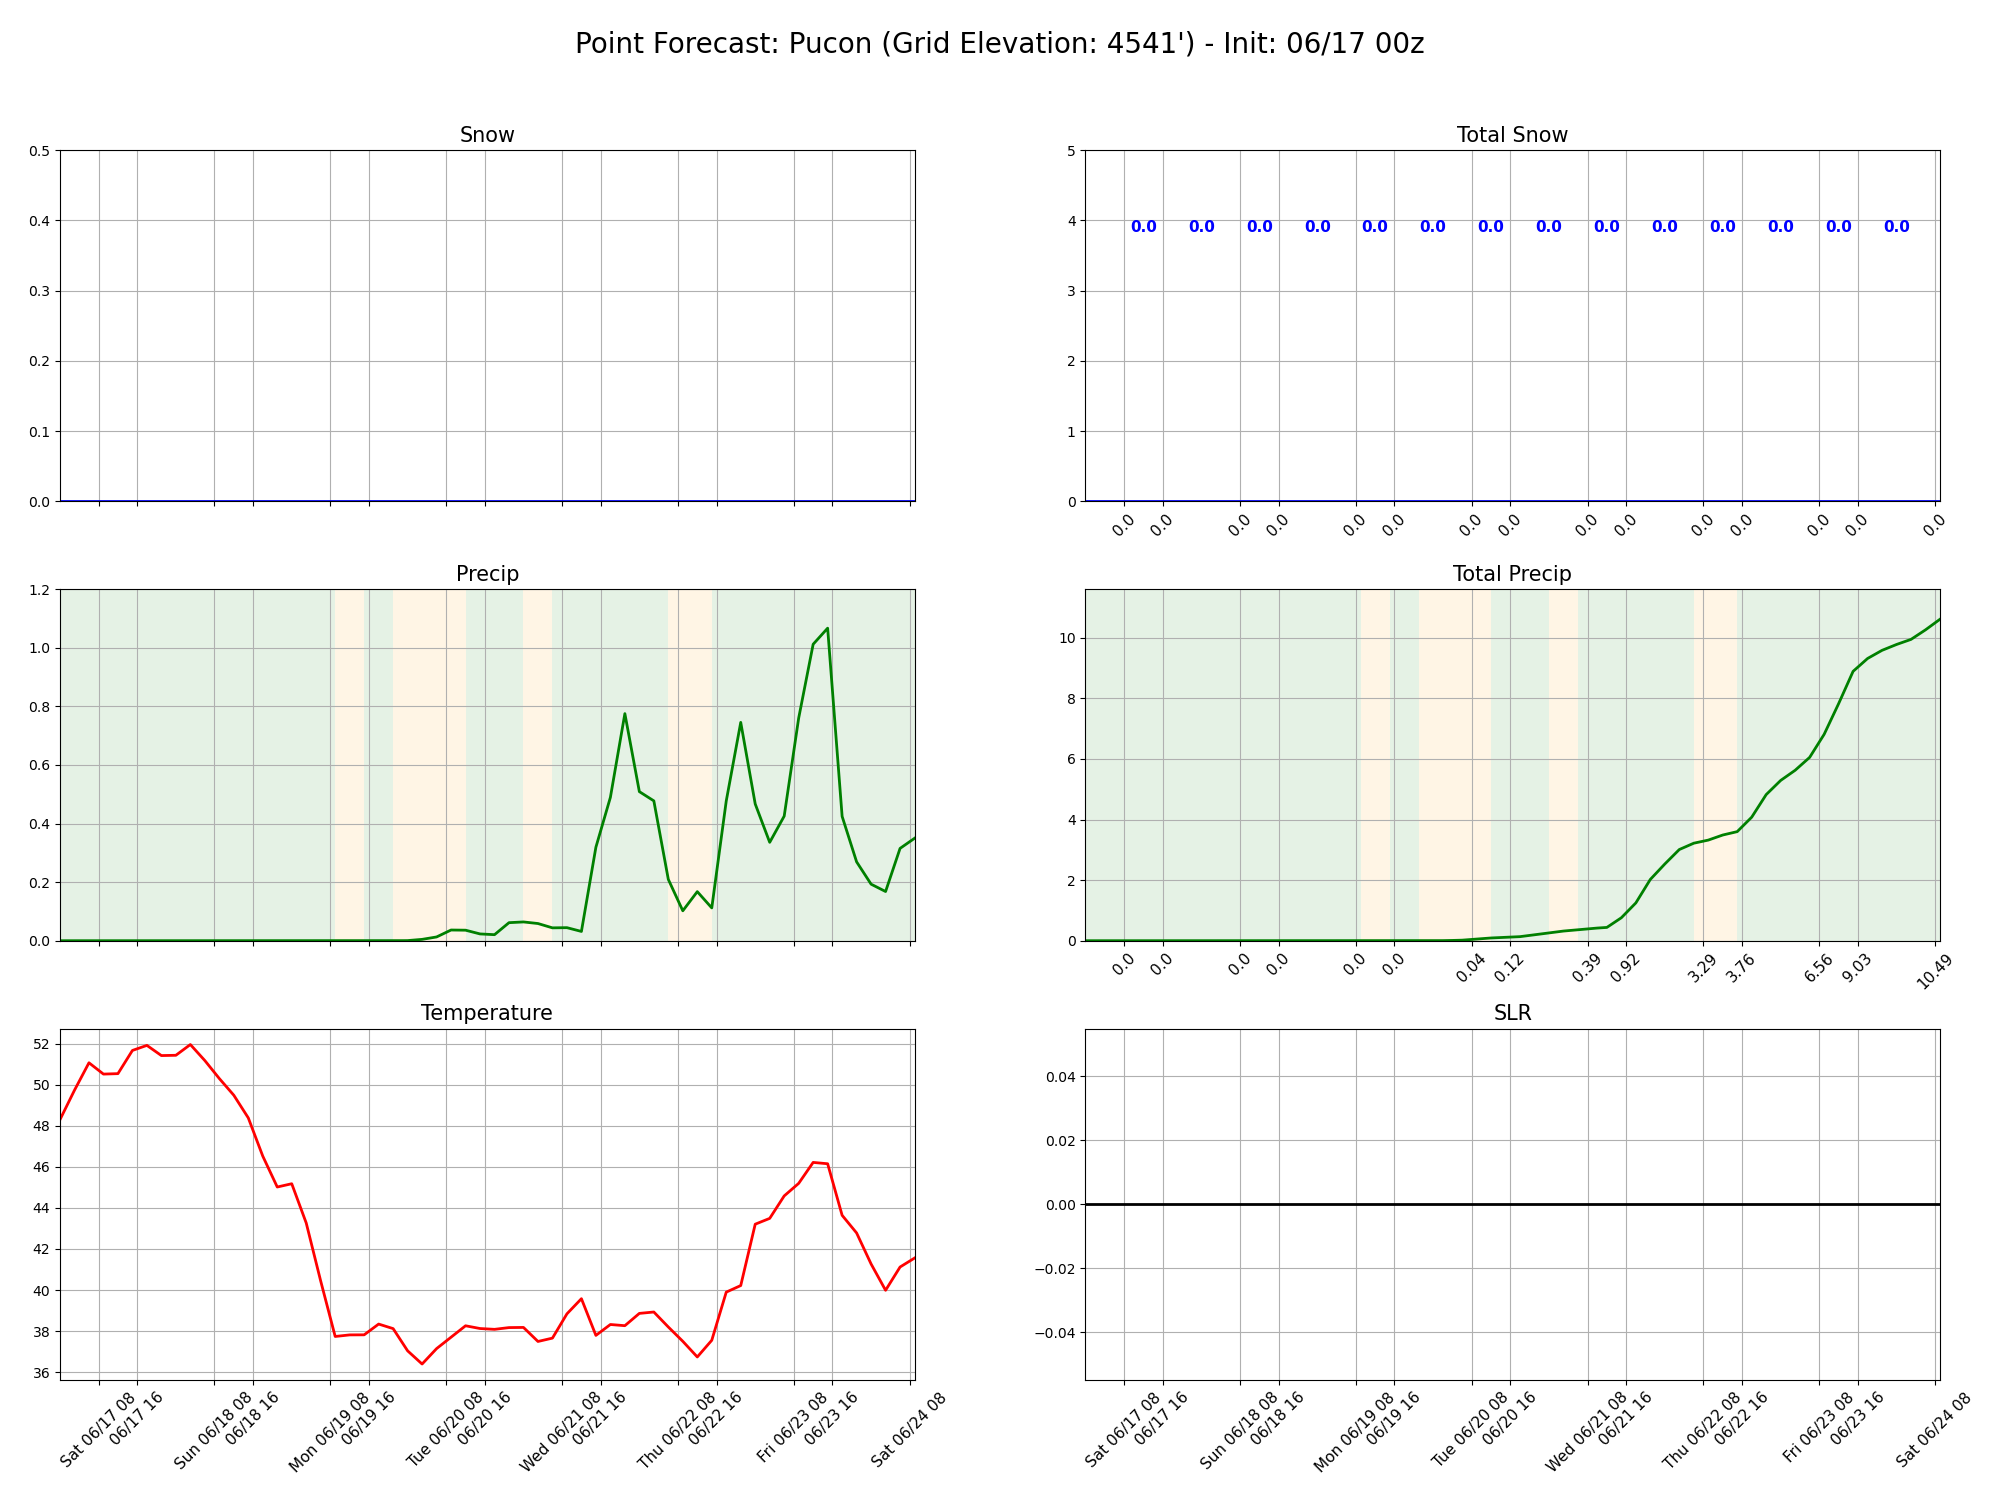 Point Forecast: Pucon (Grid Elevation: 4541') - Init: 06/17 00z
Snow
0.5
0.4
0.3
0.2
0.1
0.0
Total Snow
5
4
3
2
1
0
0.0 0.0 0.0 0.0 0.0 0.0 0.0 0.0 0.0 0.0 0.0 0.0 0.0 0.0
0.0 0.0 0.0 0.0 0.0 0.0 0.0 0.0 0.0 0.0 0.0 0.0 0.0 0.0 0.0
Precip
1.2
1.0
0.8
0.6
0.4
0.2
0.0
Total Precip
10
8
6
4
2
0
0.0 0.0 0.0 0.0 0.0 0.0 0.04 0.12 0.39 0.92 3.29 3.76 6.56 9.03 10.49
Temperature
52
50
48
46
44
42
40
38
36
Sat 06/17 08
06/17 16
Sun 06/18 08
06/18 16
Mon 06/19 08
06/19 16
Tue 06/20 08
06/20 16
Wed 06/21 08
06/21 16
Thu 06/22 08
06/22 16
Fri 06/23 08
06/23 16
Sat 06/24 08
SLR
0.04
0.02
0.00
−0.02
−0.04
Sat 06/17 08
06/17 16
Sun 06/18 08
06/18 16
Mon 06/19 08
06/19 16
Tue 06/20 08
06/20 16
Wed 06/21 08
06/21 16
Thu 06/22 08
06/22 16
Fri 06/23 08
06/23 16
Sat 06/24 08